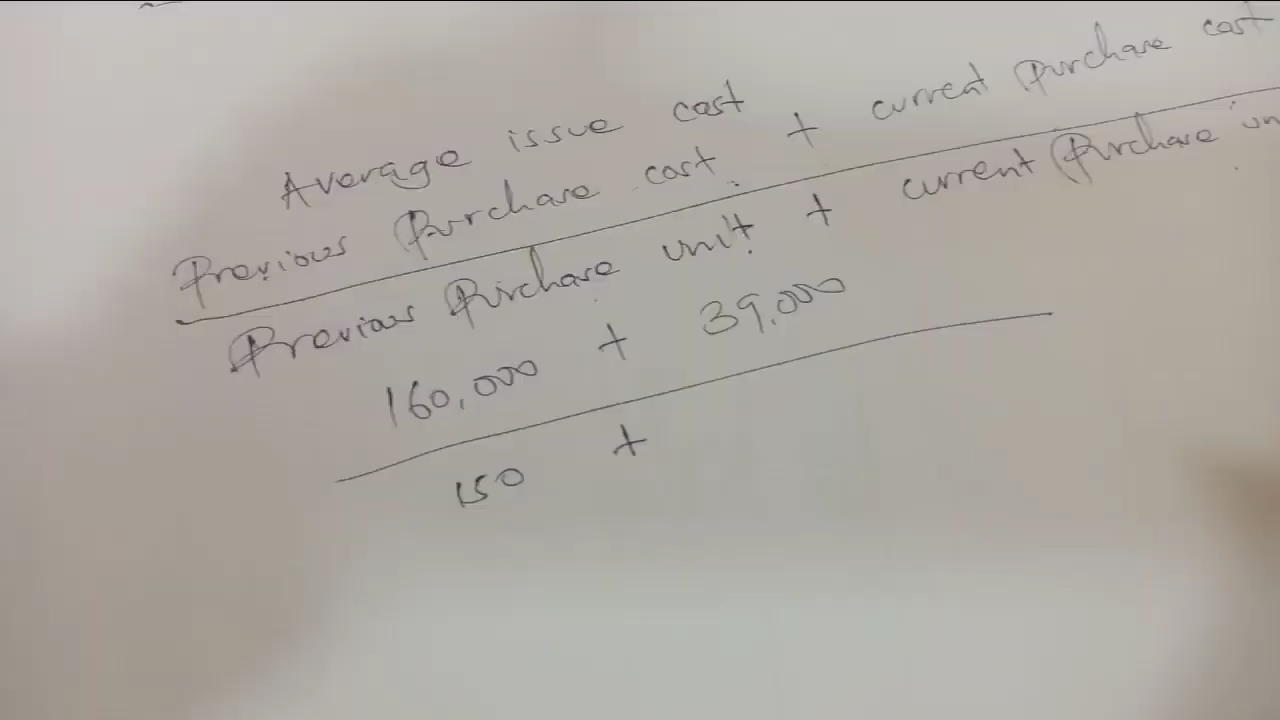 Average issue cost
Previous Purchase cost + current purchase cost
Previous Purchase unit + current Purchase
160,000 + 39,000
150 +